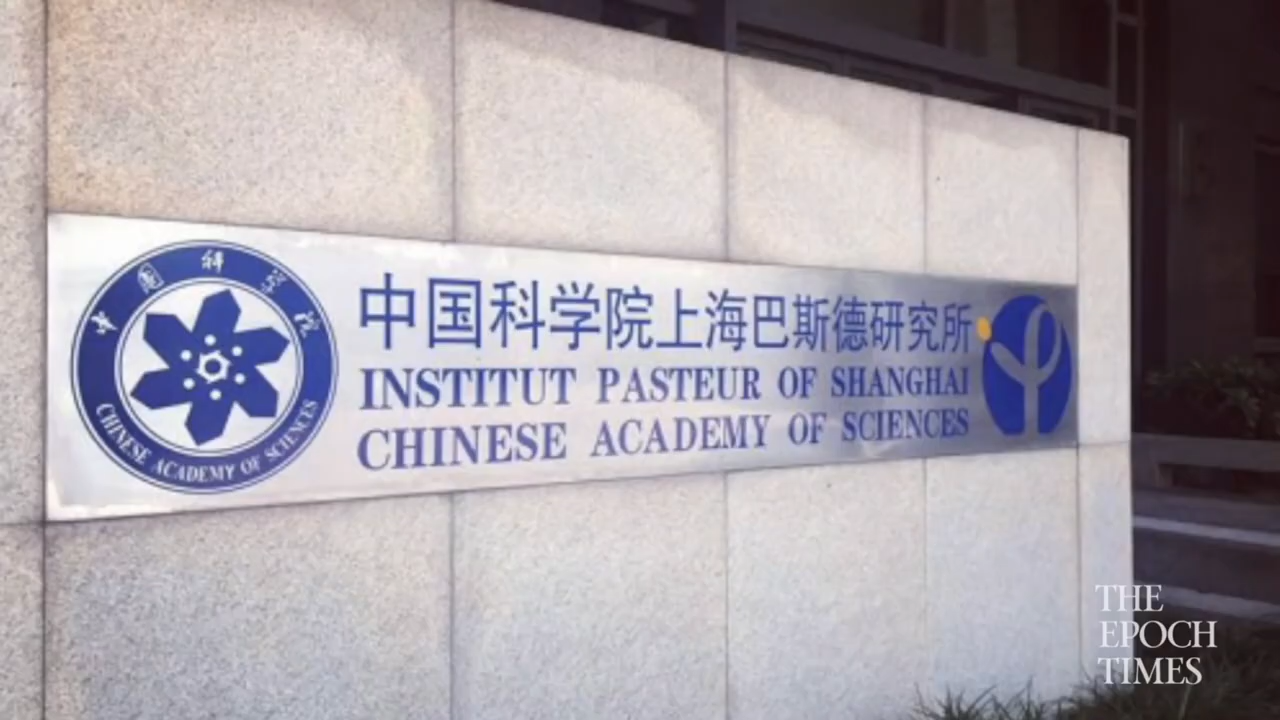 中国科学院
CHINESE ACADEMY OF SCIENCES
中国科学院上海巴斯德研究所
INSTITUT PASTEUR OF SHANGHAI
CHINESE ACADEMY OF SCIENCES
THE
EPOCH
TIMES